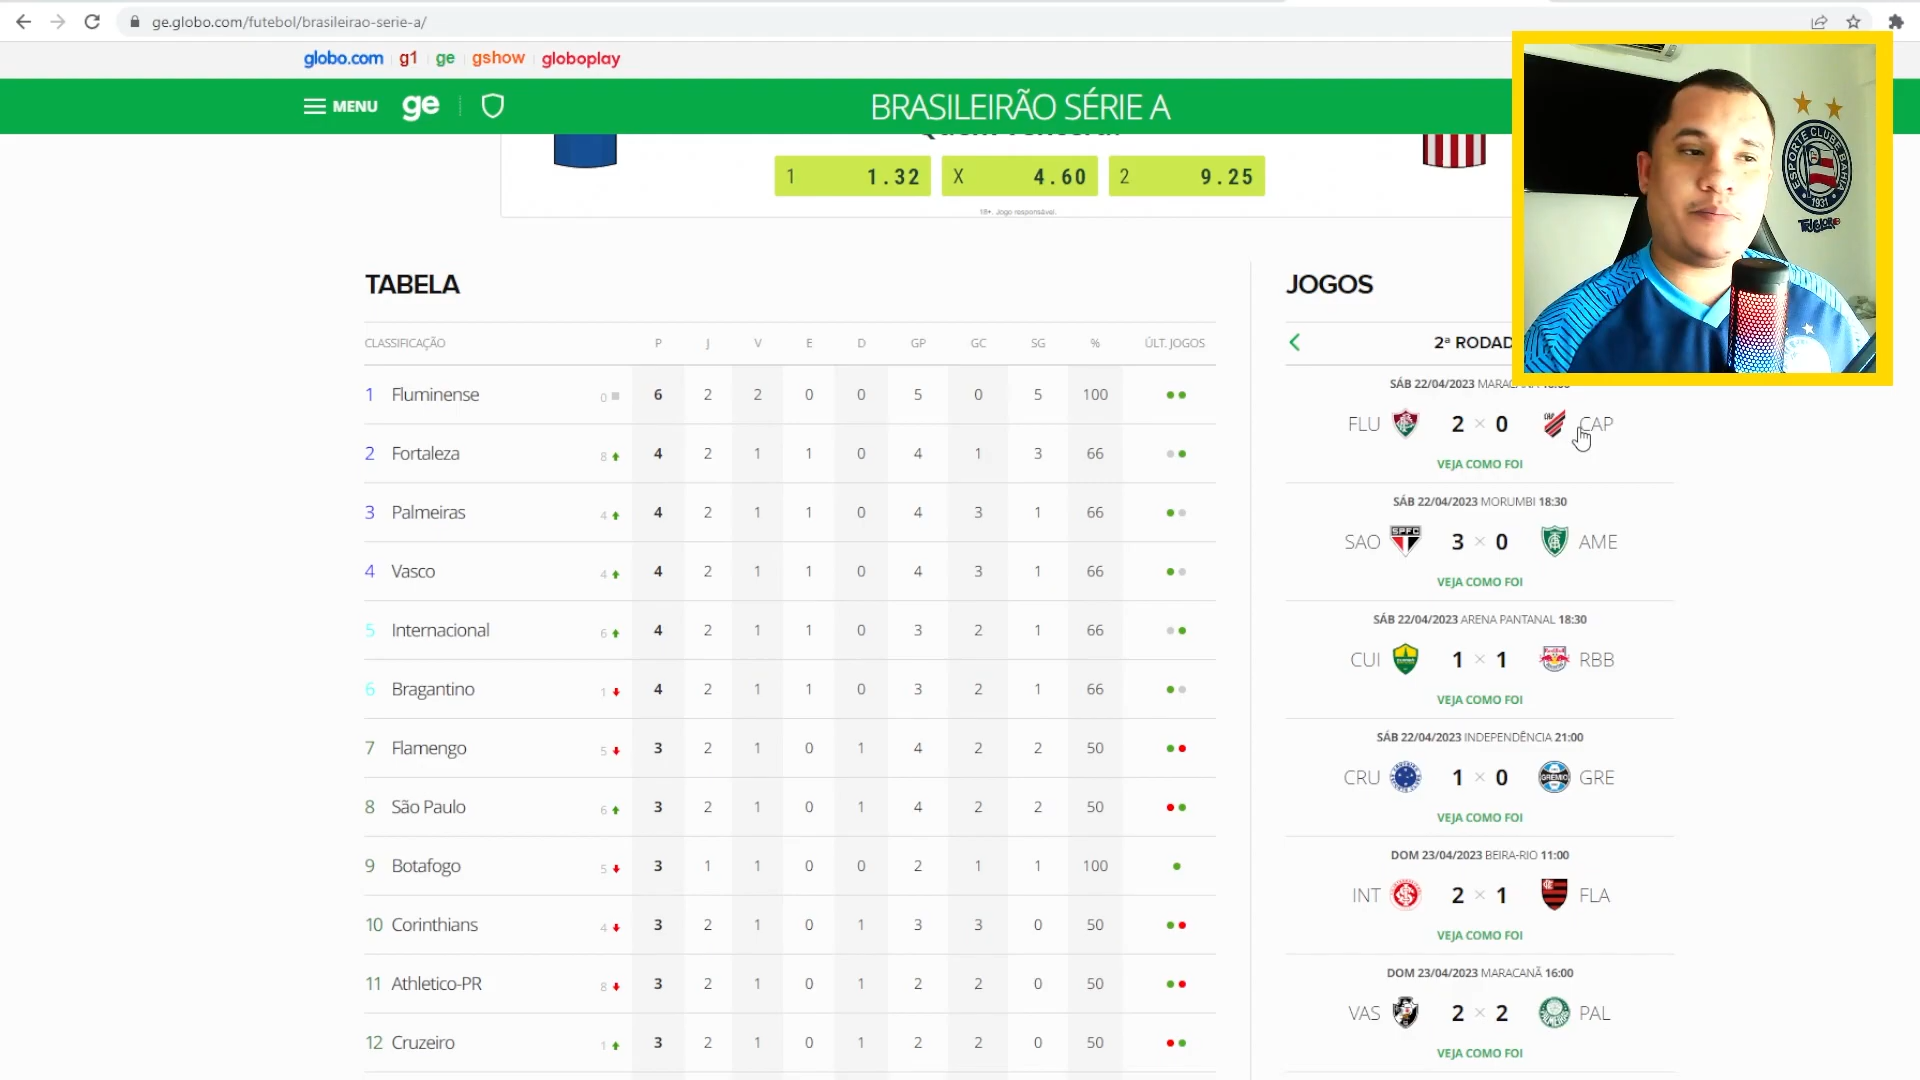 ge.globo.com/futebol/brasileirao-serie-a/
globo.com g1 ge gshow globoplay
MENU ge BRASILEIRÃO SÉRIE A
1 1.32 X 4.60 2 9.25
18+. Jogo responsável.
TABELA
CLASSIFICAÇÃO P J V E D GP GC SG % ÚLT. JOGOS
1 Fluminense 0 6 2 2 0 0 5 0 5 100
2 Fortaleza 8 4 2 1 1 0 4 1 3 66
3 Palmeiras 4 4 2 1 1 0 4 3 1 66
4 Vasco 4 4 2 1 1 0 4 3 1 66
5 Internacional 6 4 2 1 1 0 3 2 1 66
6 Bragantino 1 4 2 1 1 0 3 2 1 66
7 Flamengo 5 3 2 1 0 1 4 2 2 50
8 São Paulo 6 3 2 1 0 1 4 2 2 50
9 Botafogo 5 3 1 1 0 0 2 1 1 100
10 Corinthians 4 3 2 1 0 1 3 3 0 50
11 Athletico-PR 8 3 2 1 0 1 2 2 0 50
12 Cruzeiro 1 3 2 1 0 1 2 2 0 50
JOGOS
2ª RODAD
SÁB 22/04/2023
FLU 2 × 0 CAP
VEJA COMO FOI
SÁB 22/04/2023 MORUMBI 18:30
SAO SPFC 3 × 0 AME
VEJA COMO FOI
SÁB 22/04/2023 ARENA PANTANAL 18:30
CUI 1 × 1 RBB
VEJA COMO FOI
SÁB 22/04/2023 INDEPENDÊNCIA 21:00
CRU 1 × 0 GRÊMIO GRE
VEJA COMO FOI
DOM 23/04/2023 BEIRA-RIO 11:00
INT 2 × 1 FLA
VEJA COMO FOI
DOM 23/04/2023 MARACANÃ 16:00
VAS 2 × 2 PAL
VEJA COMO FOI
ESPORTE CLUBE BAHIA
1931